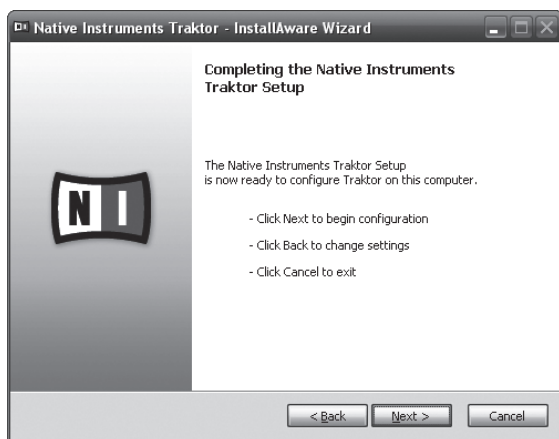 Native Instruments Traktor - InstallAware Wizard
Completing the Native Instruments
Traktor Setup
The Native Instruments Traktor Setup
is now ready to configure Traktor on this computer.
- Click Next to begin configuration
- Click Back to change settings
- Click Cancel to exit
N I
< Back Next > Cancel